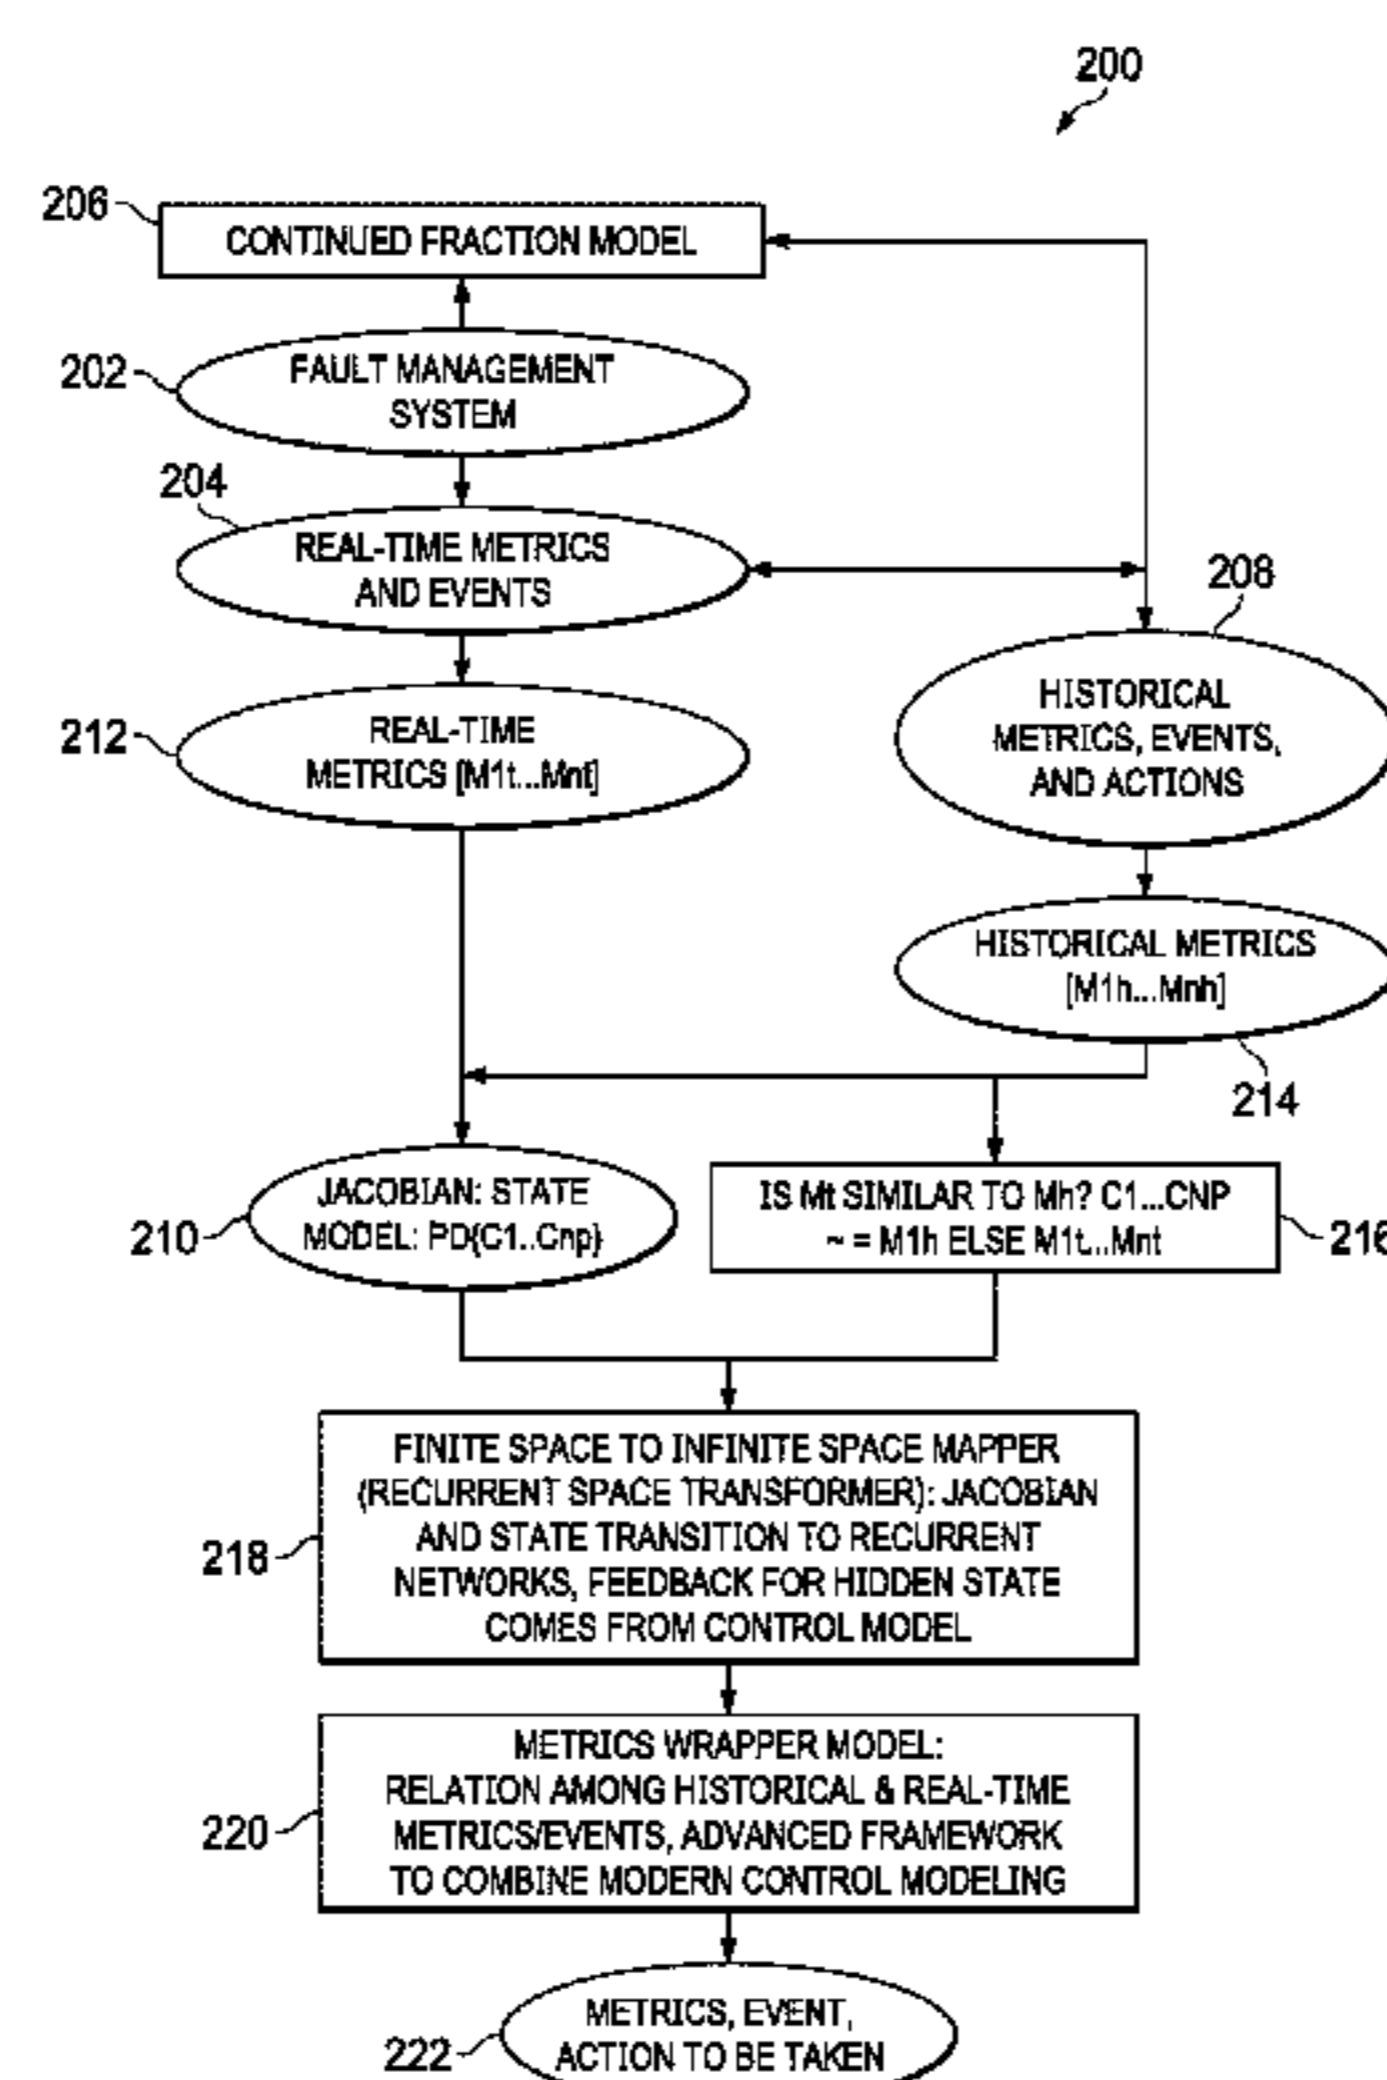 200
206
CONTINUED FRACTION MODEL
202
FAULT MANAGEMENT
SYSTEM
204
REAL-TIME METRICS
AND EVENTS
208
HISTORICAL
METRICS, EVENTS,
AND ACTIONS
212
REAL-TIME
METRICS [M1t...Mnt]
HISTORICAL METRICS
[M1h...Mnh]
214
210
JACOBIAN: STATE
MODEL: PD{C1..Cnp}
IS Mt SIMILAR TO Mh? C1...CNP
~ = M1h ELSE M1t...Mnt
216
218
FINITE SPACE TO INFINITE SPACE MAPPER
(RECURRENT SPACE TRANSFORMER): JACOBIAN
AND STATE TRANSITION TO RECURRENT
NETWORKS, FEEDBACK FOR HIDDEN STATE
COMES FROM CONTROL MODEL
220
METRICS WRAPPER MODEL:
RELATION AMONG HISTORICAL & REAL-TIME
METRICS/EVENTS, ADVANCED FRAMEWORK
TO COMBINE MODERN CONTROL MODELING
222
METRICS, EVENT,
ACTION TO BE TAKEN